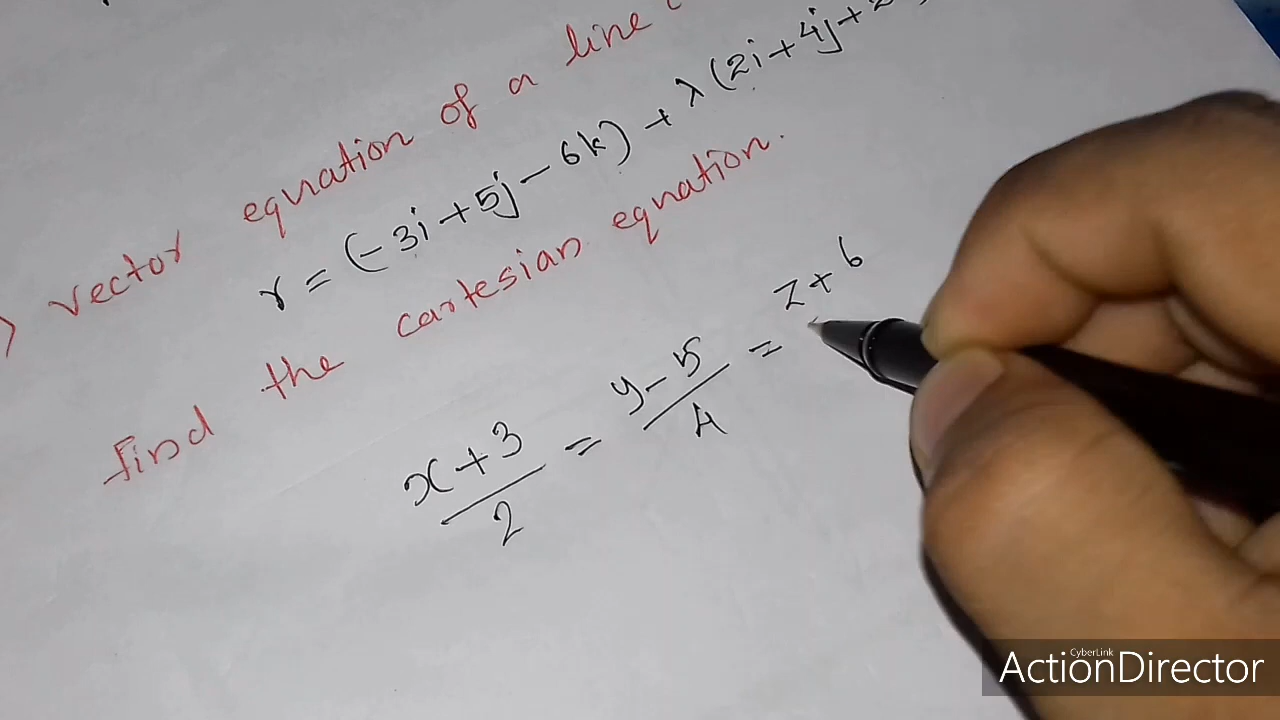 ) vector equation of a line
r = (-3i + 5j - 6k) + λ(2i + 4j +
find the cartesian equation.
x+3/2 = y-5/4 = z+6
CyberLink
ActionDirector